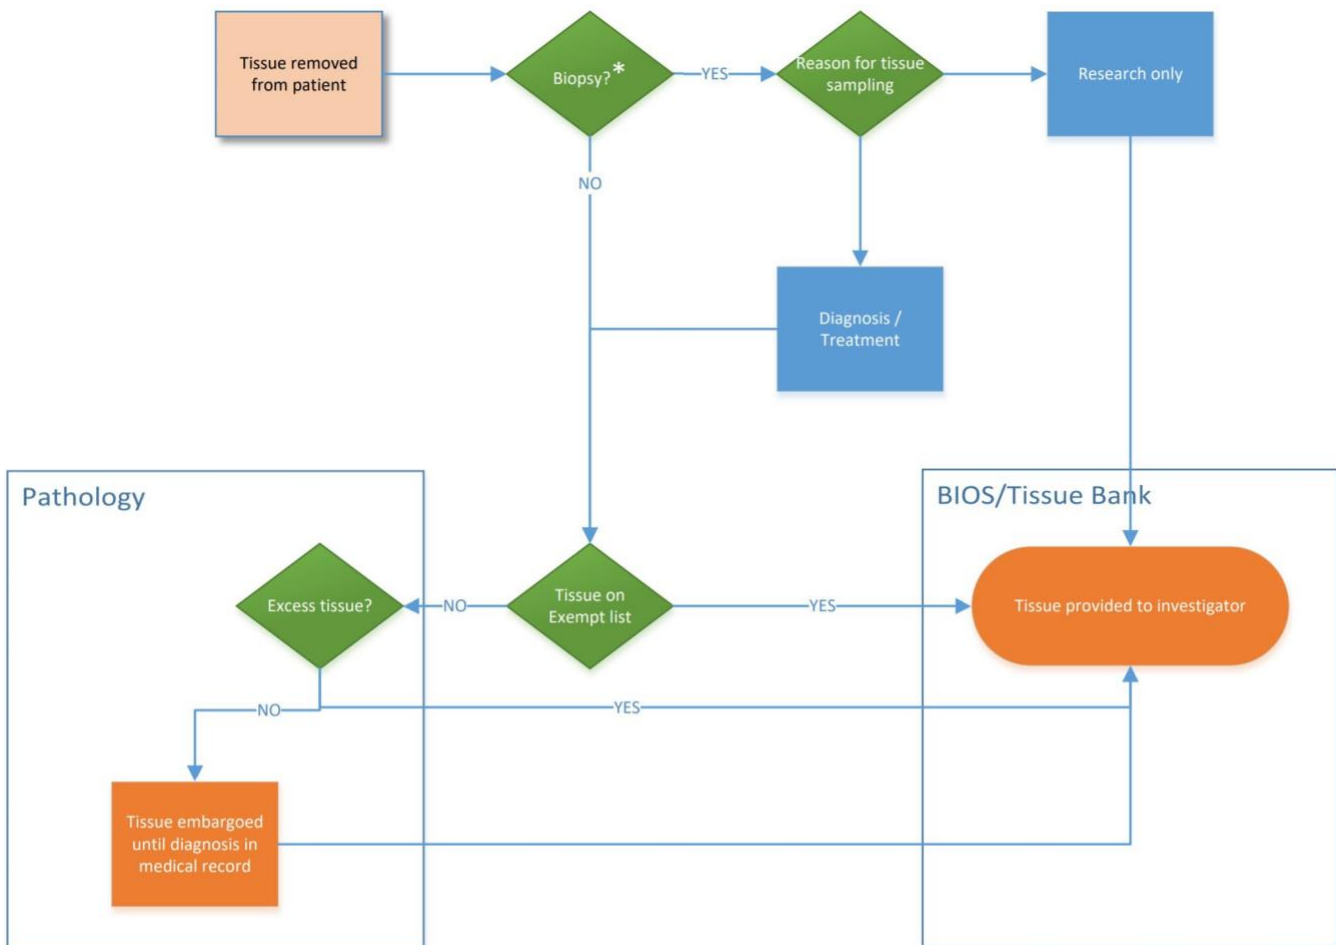 Tissue removed
from patient
Biopsy?*
YES
Reason for tissue
sampling
Research only
NO
Diagnosis /
Treatment
Pathology
BIOS/Tissue Bank
Excess tissue?
NO
Tissue on
Exempt list
YES
Tissue provided to investigator
NO
YES
Tissue embargoed
until diagnosis in
medical record